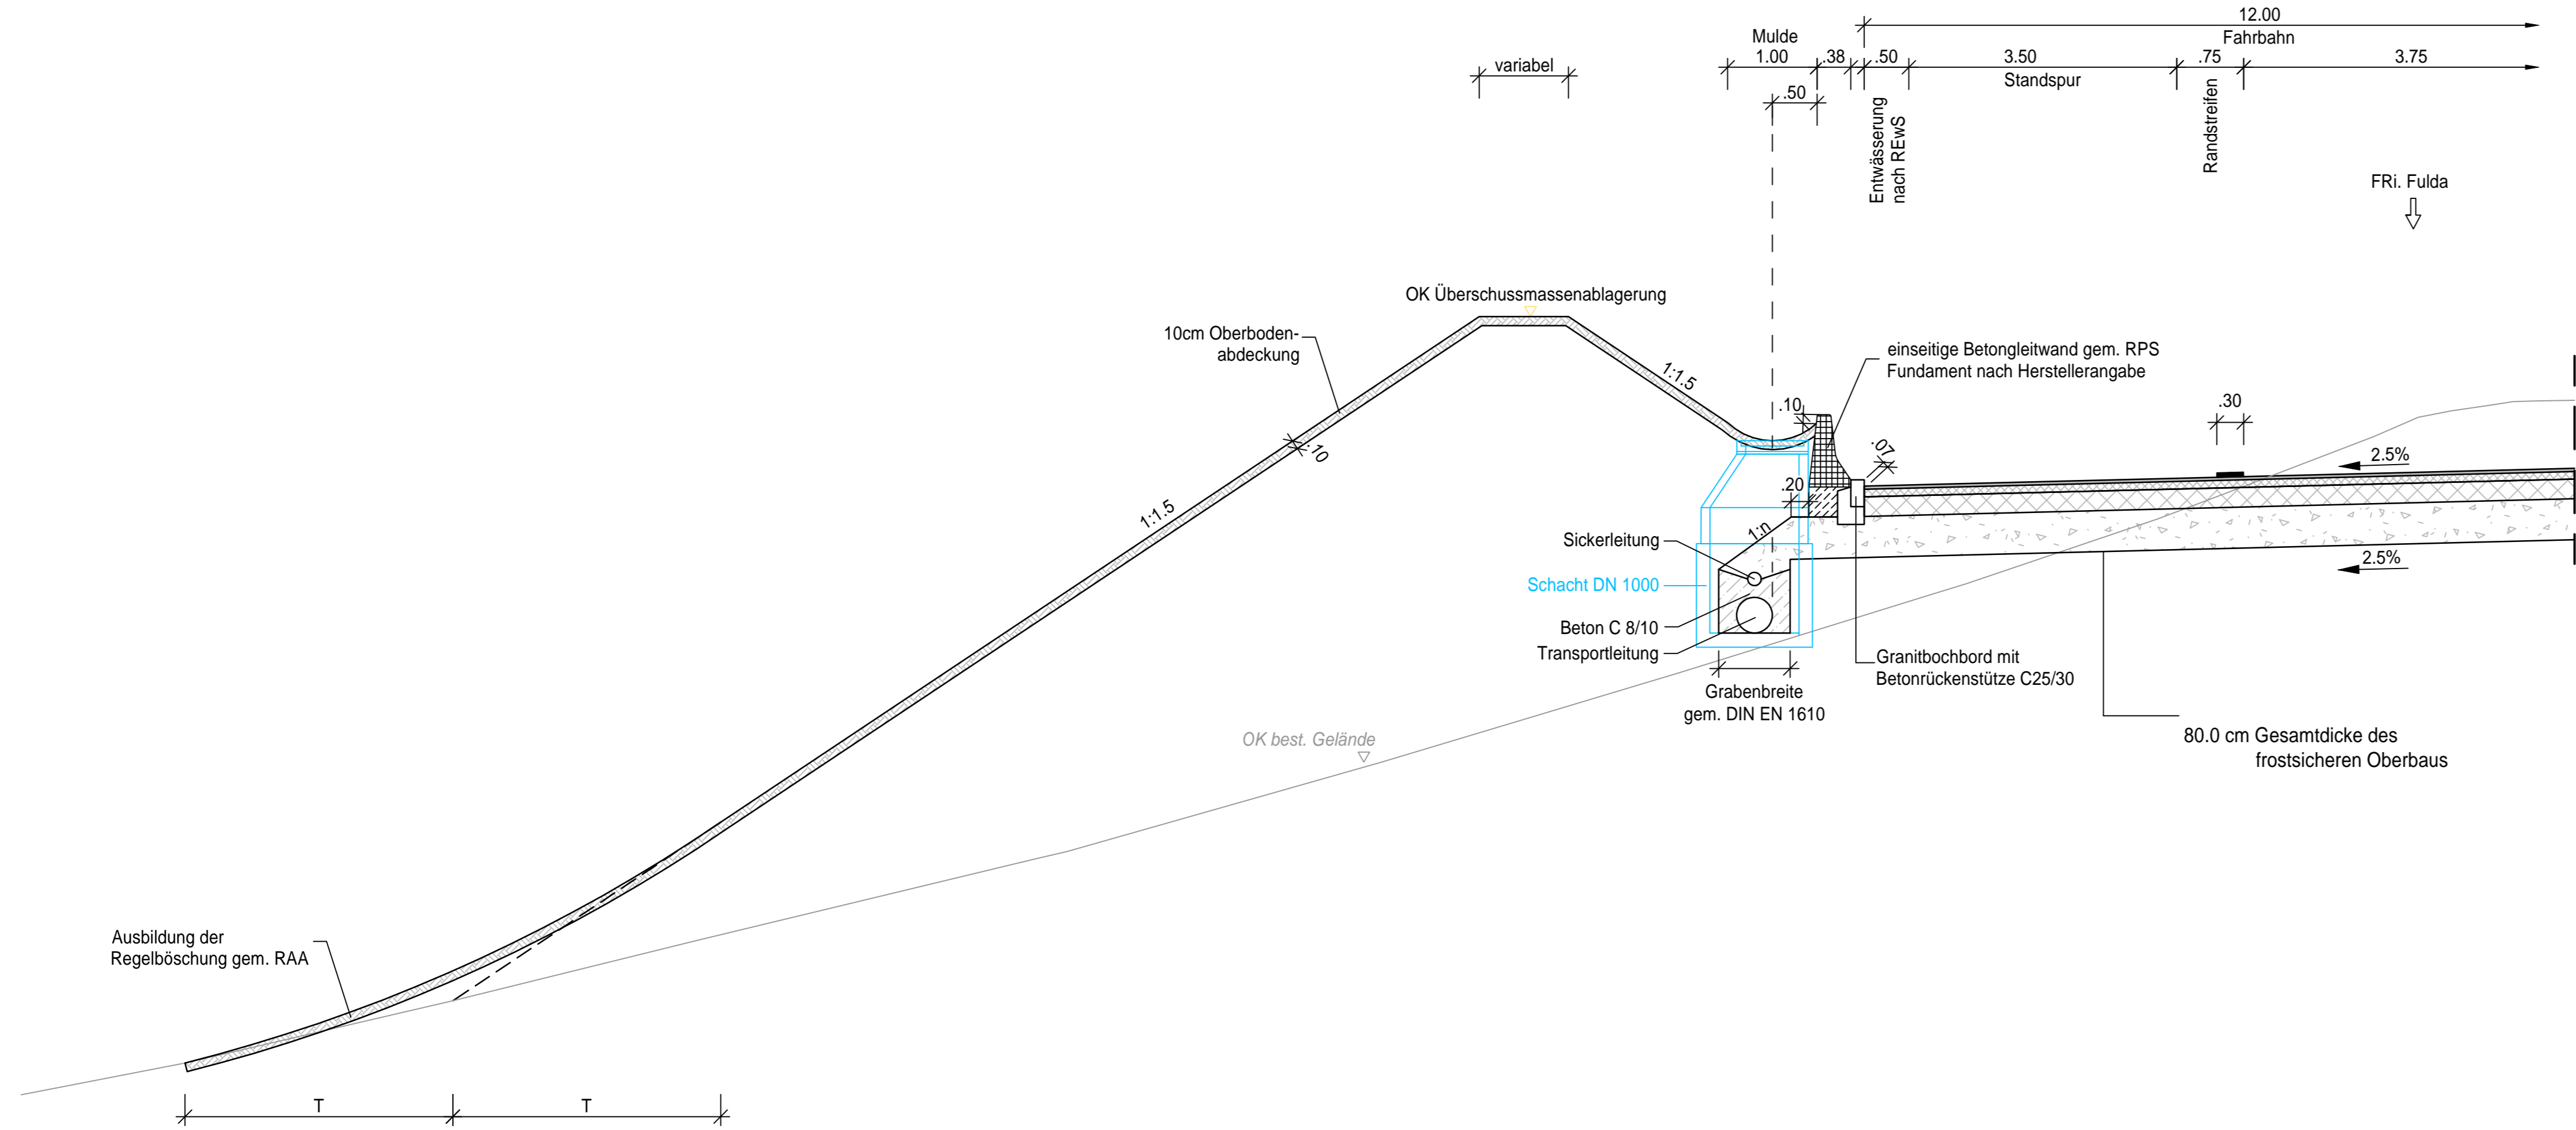 12.00
Fahrbahn
Mulde
1.00
.38
.50
3.50
.75
3.75
variabel
Standspur
.50
Entwässerung
nach REwS
Randstreifen
FRi. Fulda
OK Überschussmassenablagerung
10cm Oberboden-
abdeckung
einseitige Betongleitwand gem. RPS
Fundament nach Herstellerangabe
1:1.5
.10
.30
.10
.07
2.5%
.20
1:1.5
1:n
Sickerleitung
2.5%
Schacht DN 1000
Beton C 8/10
Transportleitung
Granitbochbord mit
Betonrückenstütze C25/30
Grabenbreite
gem. DIN EN 1610
OK best. Gelände
80.0 cm Gesamtdicke des
frostsicheren Oberbaus
Ausbildung der
Regelböschung gem. RAA
T
T